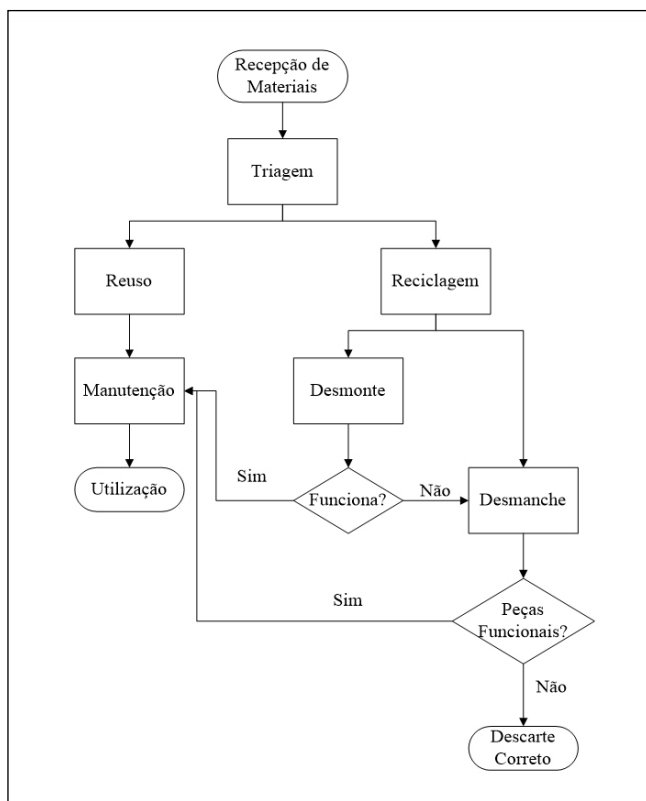 Recepção de
Materiais
Triagem
Reuso
Reciclagem
Manutenção
Desmonte
Sim
Utilização
Funciona?
Não
Desmanche
Sim
Peças
Funcionais?
Não
Descarte
Correto